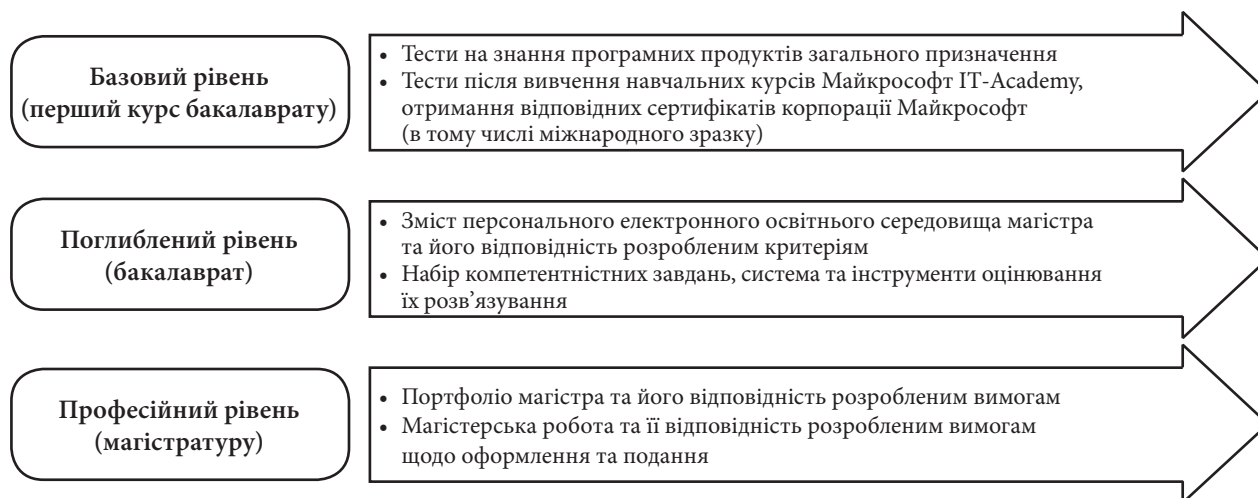 Базовий рівень
(перший курс бакалаврату)
• Тести на знання програмних продуктів загального призначення
• Тести після вивчення навчальних курсів Майкрософт IT-Academy,
отримання відповідних сертифікатів корпорації Майкрософт
(в тому числі міжнародного зразку)
Поглиблений рівень
(бакалаврат)
• Зміст персонального електронного освітнього середовища магістра
та його відповідність розробленим критеріям
• Набір компетентністних завдань, система та інструменти оцінювання
їх розв’язування
Професійний рівень
(магістратуру)
• Портфоліо магістра та його відповідність розробленим вимогам
• Магістерська робота та її відповідність розробленим вимогам
щодо оформлення та подання